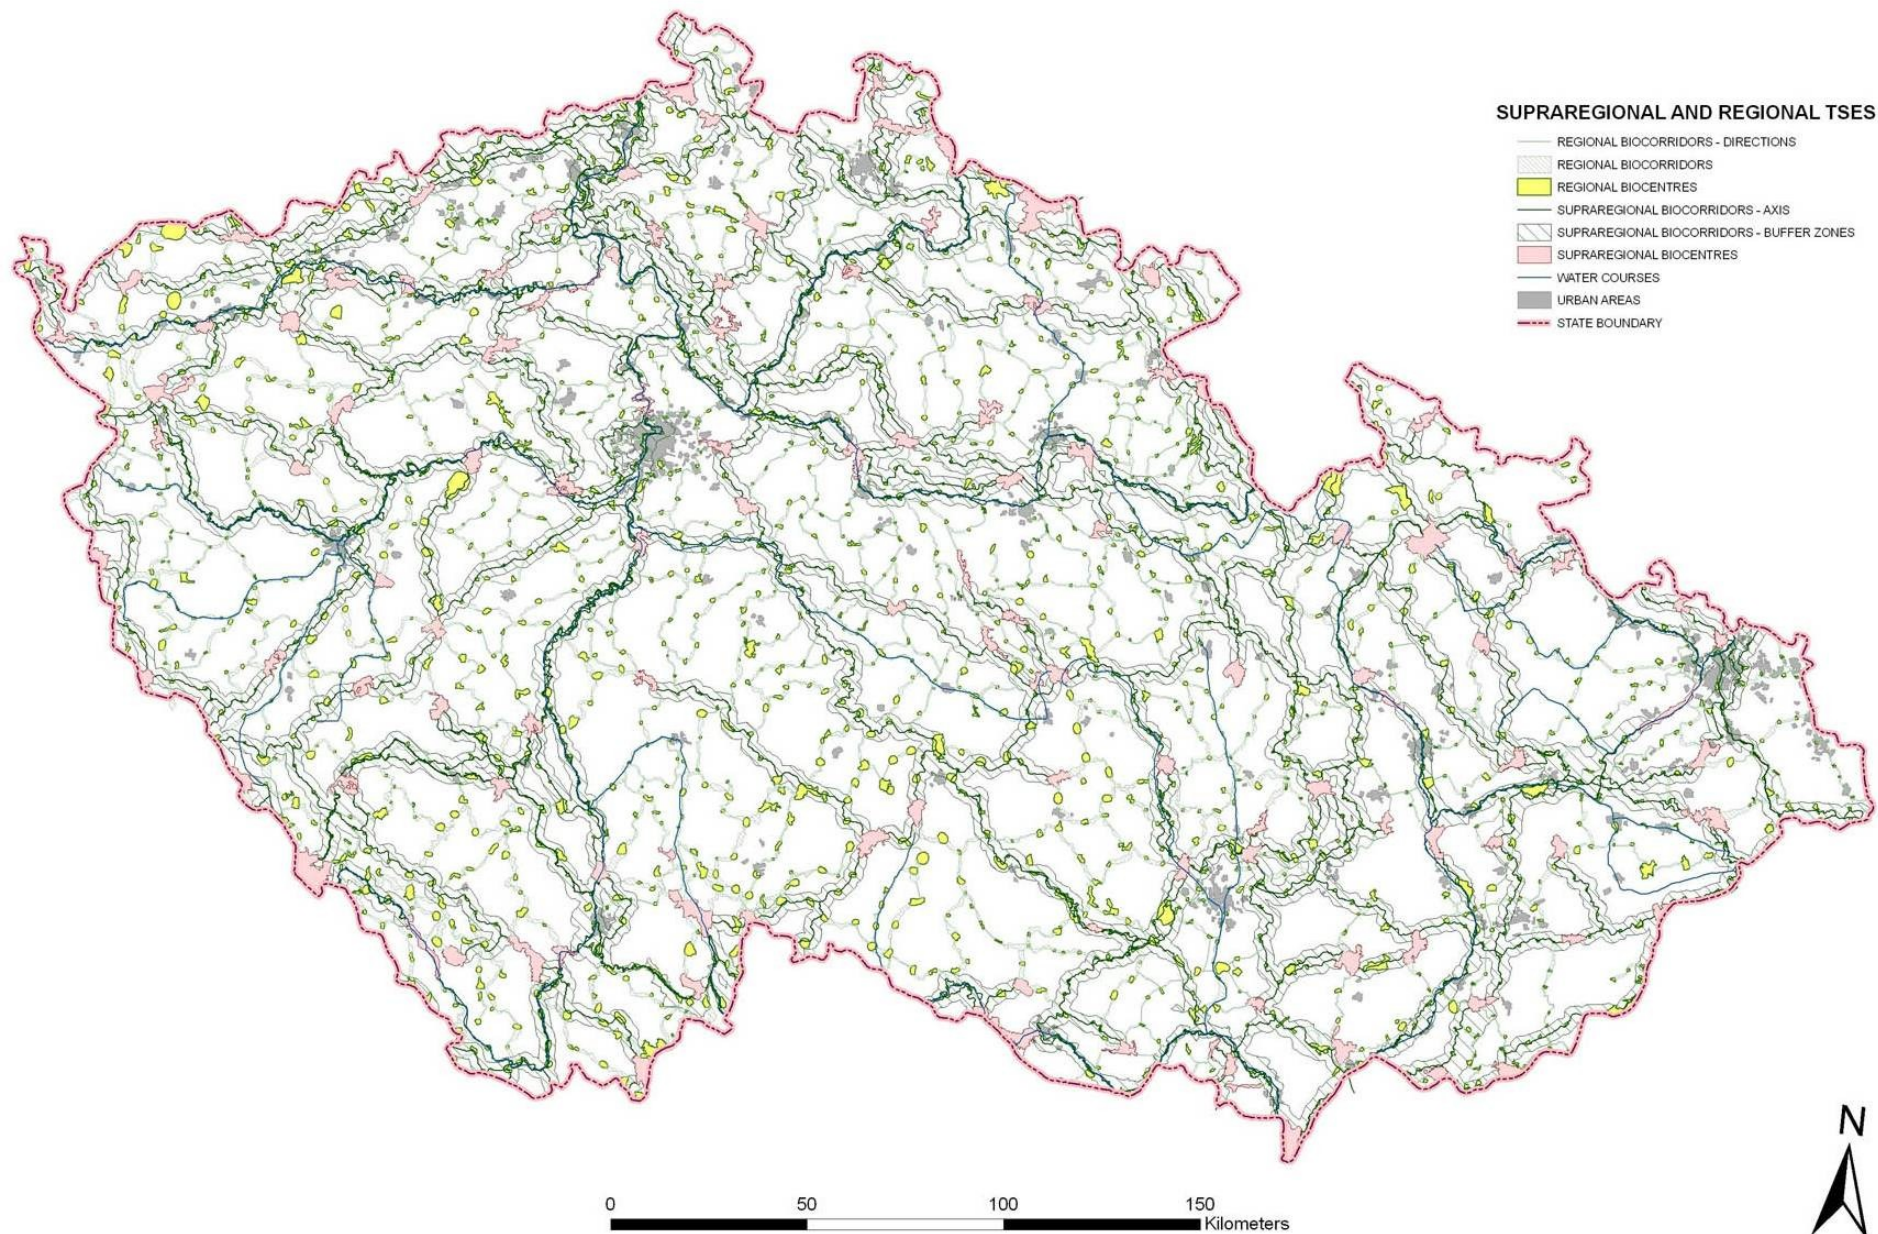 SUPRAREGIONAL AND REGIONAL TSES
REGIONAL BIOCORRIDORS - DIRECTIONS
REGIONAL BIOCORRIDORS
REGIONAL BIOCENTRES
SUPRAREGIONAL BIOCORRIDORS - AXIS
SUPRAREGIONAL BIOCORRIDORS - BUFFER ZONES
SUPRAREGIONAL BIOCENTRES
WATER COURSES
URBAN AREAS
STATE BOUNDARY
N
0 50 100 150
Kilometers